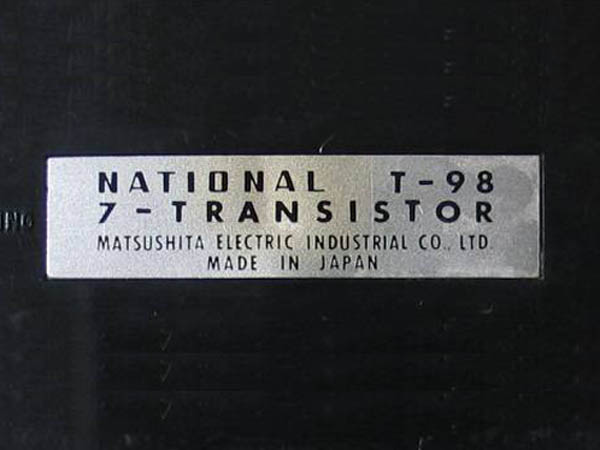 NATIONAL T-98
7-TRANSISTOR
MATSUSHITA ELECTRIC INDUSTRIAL CO., LTD.
MADE IN JAPAN